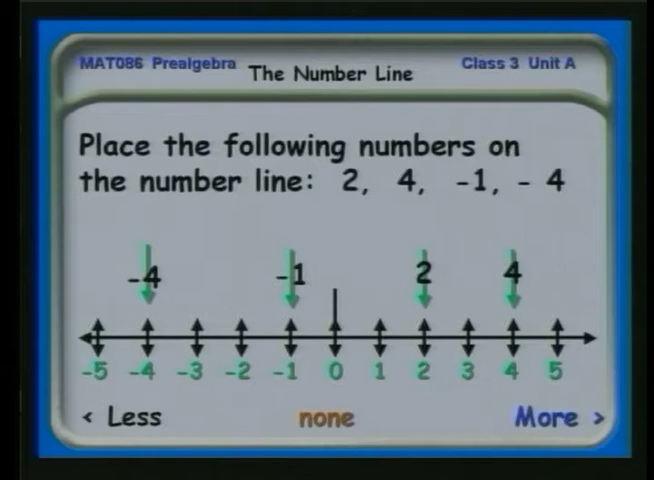 MAT086 Prealgebra The Number Line Class 3 Unit A
Place the following numbers on
the number line: 2, 4, -1, - 4
-4 -1 2 4
-5 -4 -3 -2 -1 0 1 2 3 4 5
< Less none More >